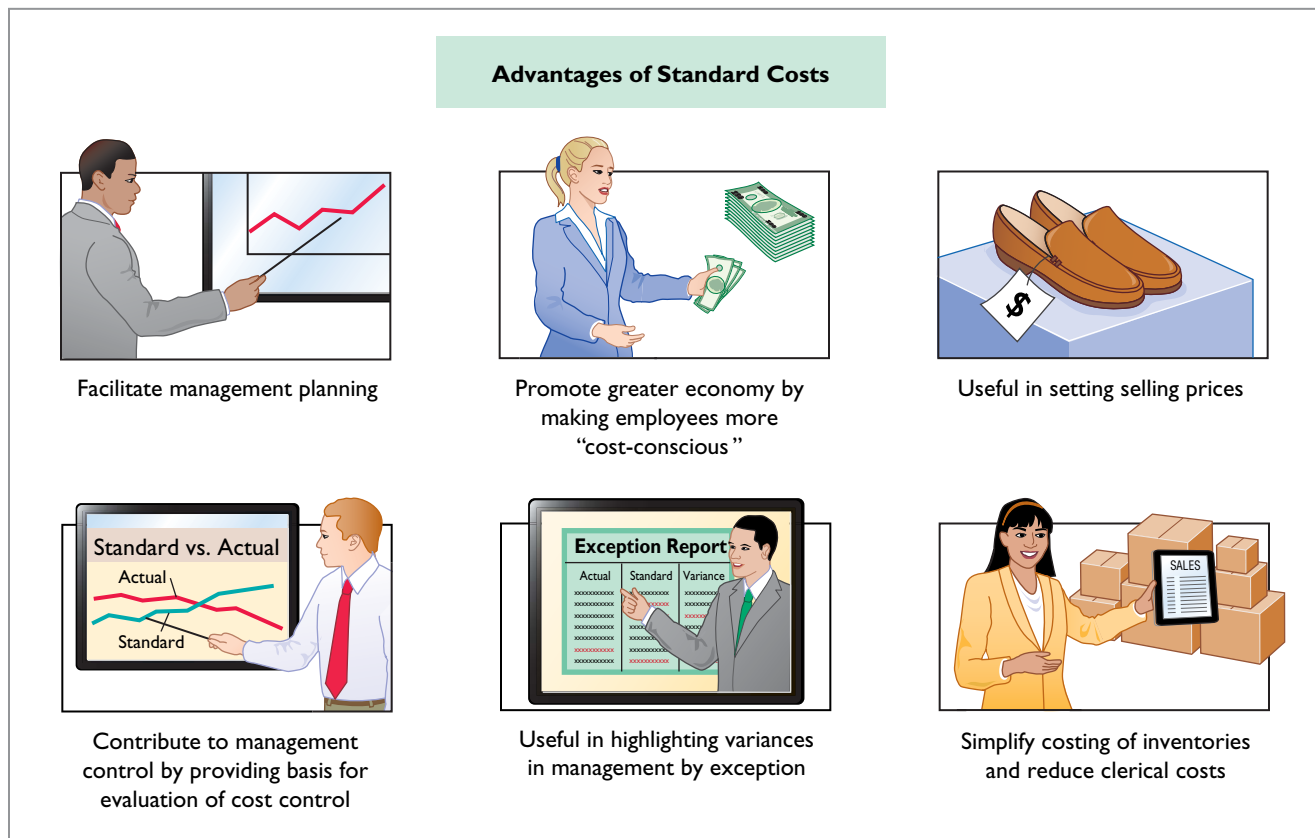 Advantages of Standard Costs
Facilitate management planning
Promote greater economy by
making employees more
“cost-conscious ”
$
Useful in setting selling prices
Standard vs. Actual
Actual
Standard
Contribute to management
control by providing basis for
evaluation of cost control
Exception Report
Actual Standard Variance
Useful in highlighting variances
in management by exception
SALES
Simplify costing of inventories
and reduce clerical costs